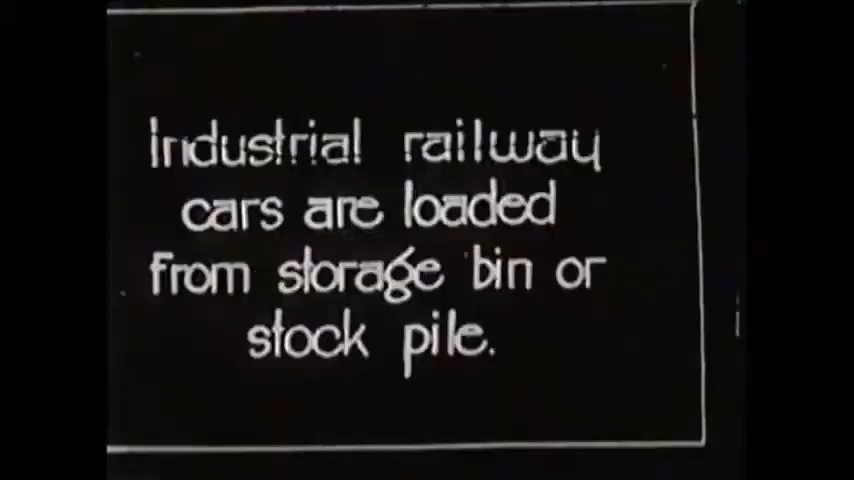 Industrial railway
cars are loaded
from storage bin or
stock pile.